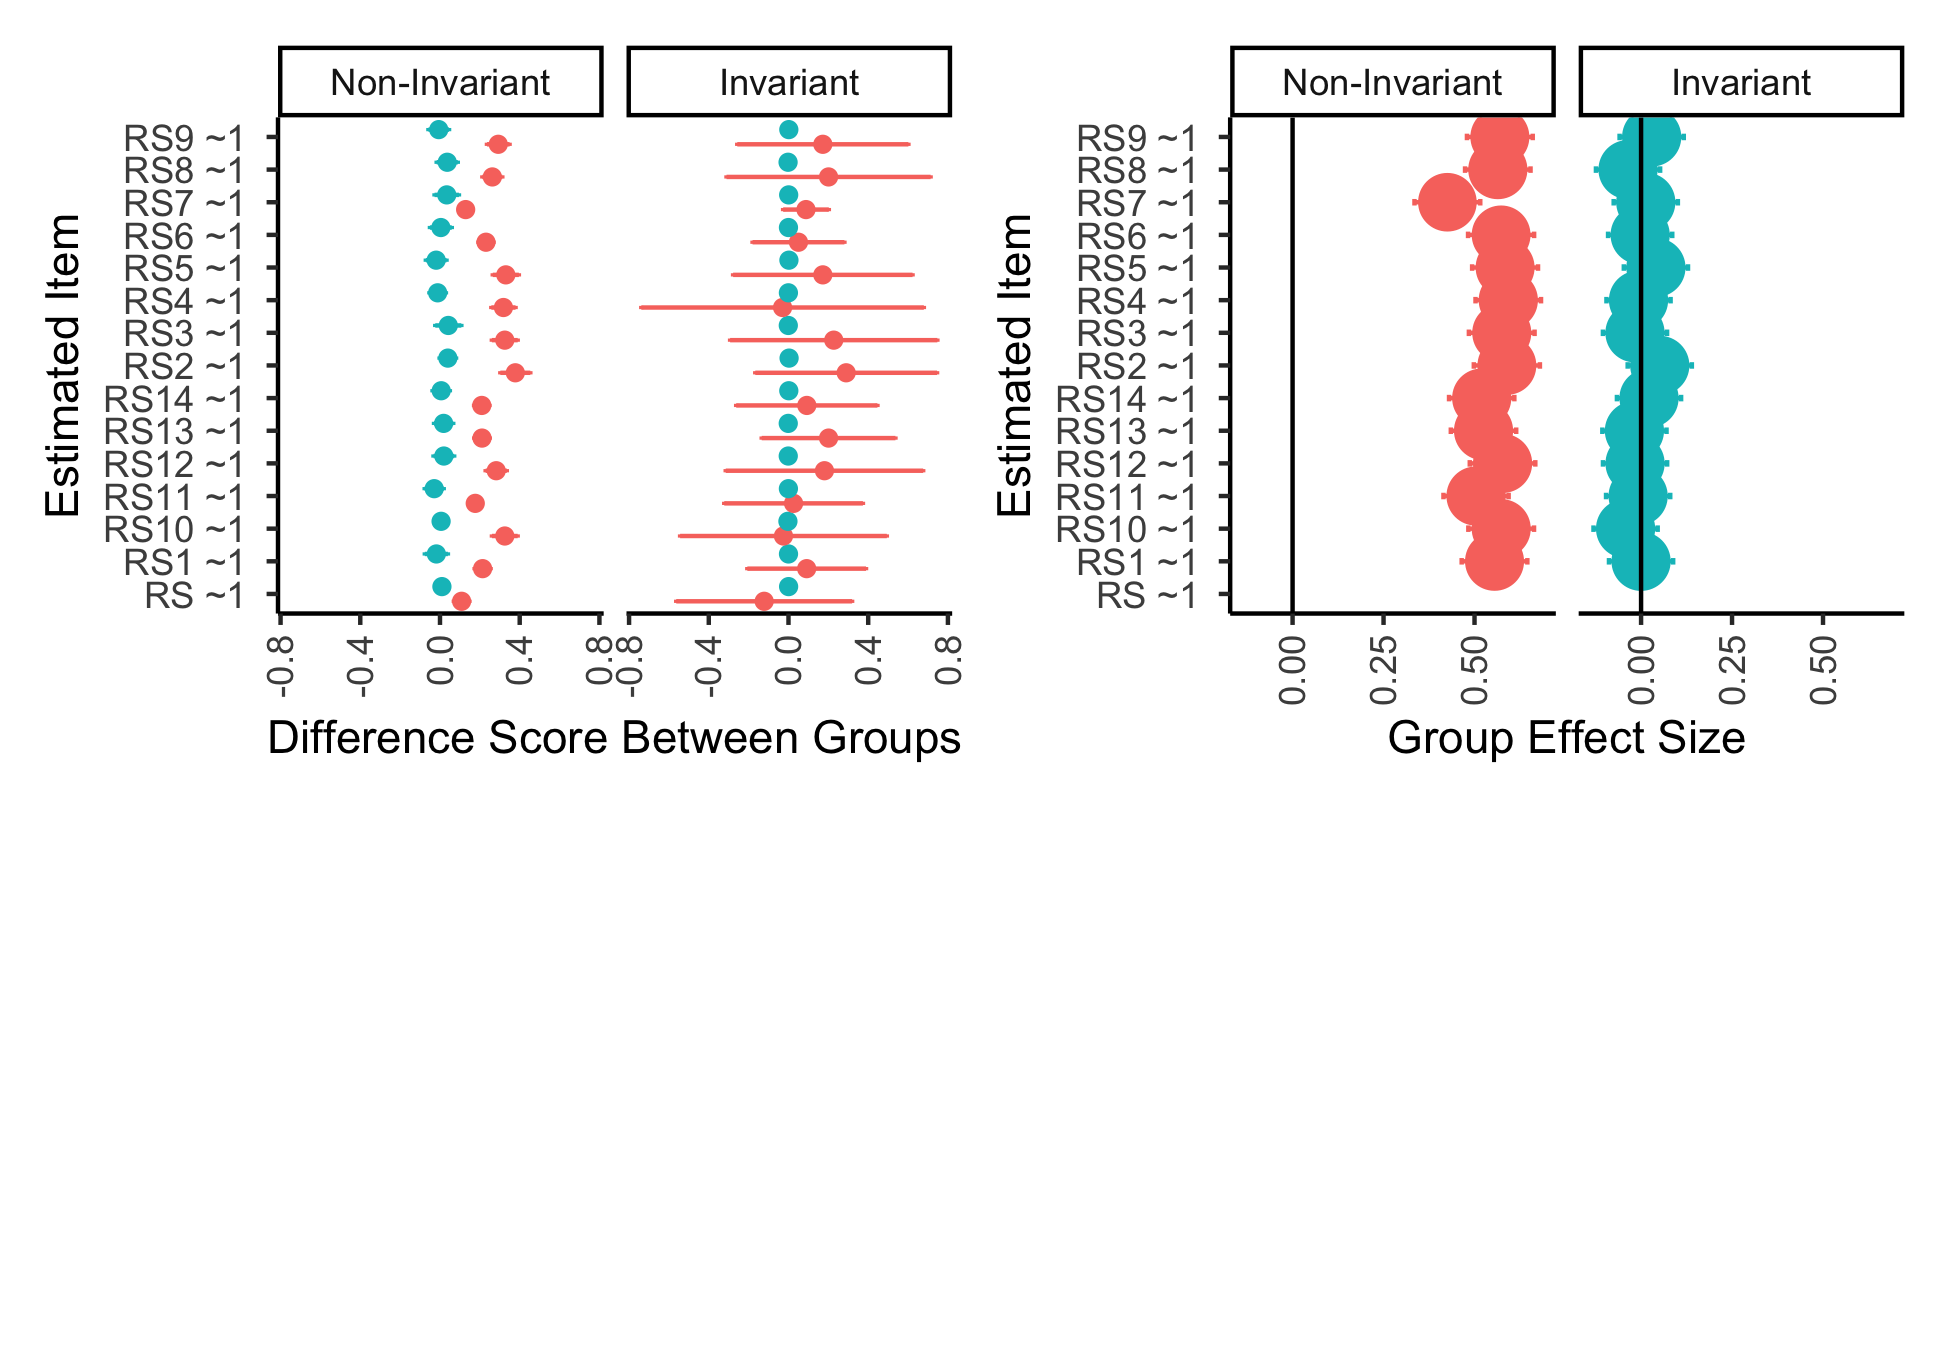 Non-Invariant
Invariant
Estimated Item
RS9 ~1
RS8 ~1
RS7 ~1
RS6 ~1
RS5 ~1
RS4 ~1
RS3 ~1
RS2 ~1
RS14 ~1
RS13 ~1
RS12 ~1
RS11 ~1
RS10 ~1
RS1 ~1
RS ~1
-0.8
-0.4
0.0
0.4
0.8
-0.8
-0.4
0.0
0.4
0.8
Difference Score Between Groups
Non-Invariant
Invariant
Estimated Item
RS9 ~1
RS8 ~1
RS7 ~1
RS6 ~1
RS5 ~1
RS4 ~1
RS3 ~1
RS2 ~1
RS14 ~1
RS13 ~1
RS12 ~1
RS11 ~1
RS10 ~1
RS1 ~1
RS ~1
0.00
0.25
0.50
0.00
0.25
0.50
Group Effect Size